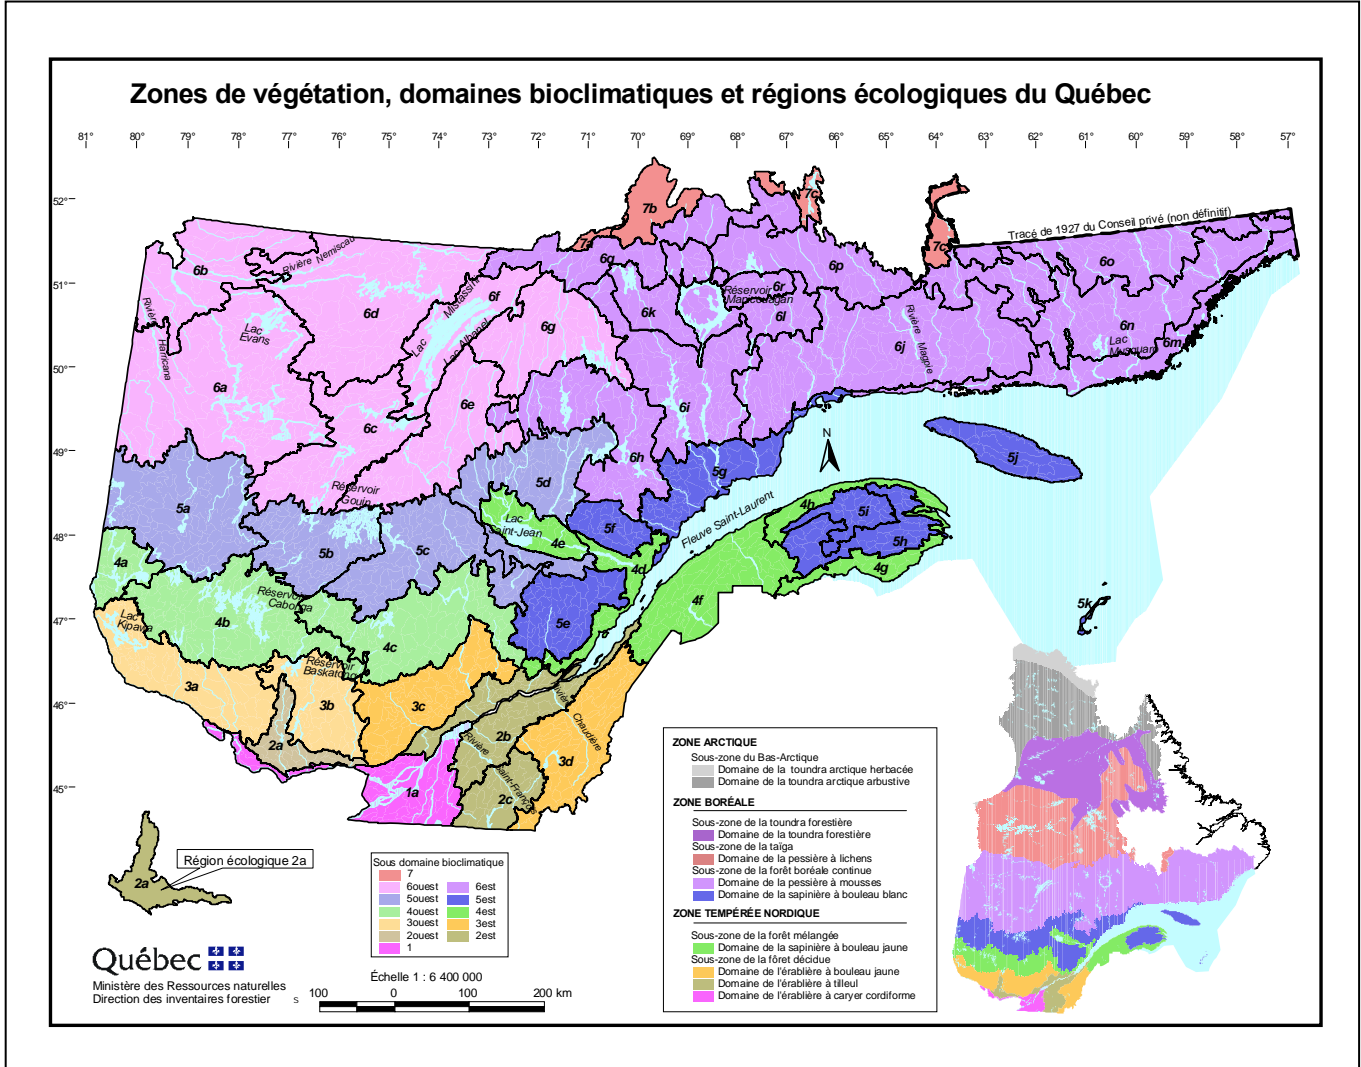 Zones de végétation, domaines bioclimatiques et régions écologiques du Québec
81° 80° 79° 78° 77° 76° 75° 74° 73° 72° 71° 70° 69° 68° 67° 66° 65° 64° 63° 62° 61° 60° 59° 58° 57°
52°
51°
50°
49°
48°
47°
46°
45°
Tracé de 1927 du Conseil privé (non définitif)
7b
7a
7c
7c
6b
Rivière Nemiscau
6q
6p
6o
6f
Mistassini
Réservoir
Manicouagan
6r
6d
6k
6l
6g
Rivière
Harricana
Lac
Evans
Lac
Lac Albanel
Rivière
Magpie
6j
6n
Lac
Musquaro
6m
6a
6e
6i
6c
6h
5g
5j
Réservoir
Gouin
5d
N
5a
5b
5c
Lac
Saint-Jean
4e
5f
Fleuve Saint-Laurent
4h
5i
5h
4g
4a
4d
Réservoir
Cabonga
4b
4f
5k
Lac
Kipawa
5e
4c
Réservoir
Baskatong
3a
3b
3c
Rivière
Chaudière
2a
2b
Rivière
Saint-François
3d
1a
2c
Région écologique 2a
2a
Sous domaine bioclimatique
7
6ouest 6est
5ouest 5est
4ouest 4est
3ouest 3est
2ouest 2est
1
ZONE ARCTIQUE
Sous-zone du Bas-Arctique
Domaine de la toundra arctique herbacée
Domaine de la toundra arctique arbustive
ZONE BORÉALE
Sous-zone de la toundra forestière
Domaine de la toundra forestière
Sous-zone de la taïga
Domaine de la pessière à lichens
Sous-zone de la forêt boréale continue
Domaine de la pessière à mousses
Domaine de la sapinière à bouleau blanc
ZONE TEMPÉRÉE NORDIQUE
Sous-zone de la forêt mélangée
Domaine de la sapinière à bouleau jaune
Sous-zone de la fôret décidue
Domaine de l'érablière à bouleau jaune
Domaine de l'érablière à tilleul
Domaine de l'érablière à caryer cordiforme
Québec
Ministère des Ressources naturelles
Direction des inventaires forestier s
Échelle 1 : 6 400 000
100 0 100 200 km